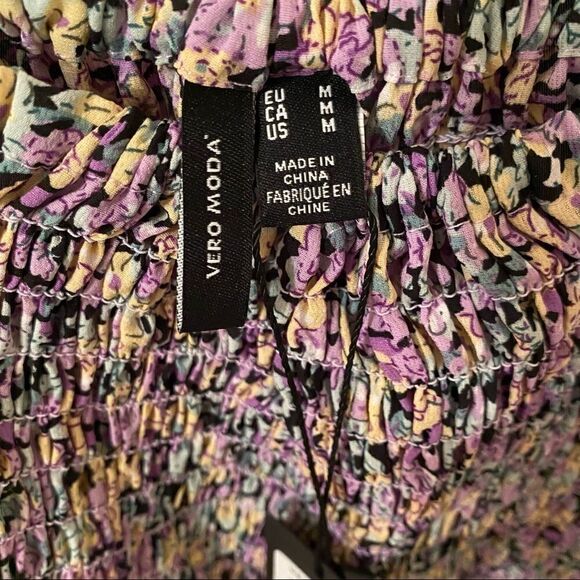 VERO MODA
EU M
CA M
US M
MADE IN
CHINA
FABRIQUÉ EN
CHINE